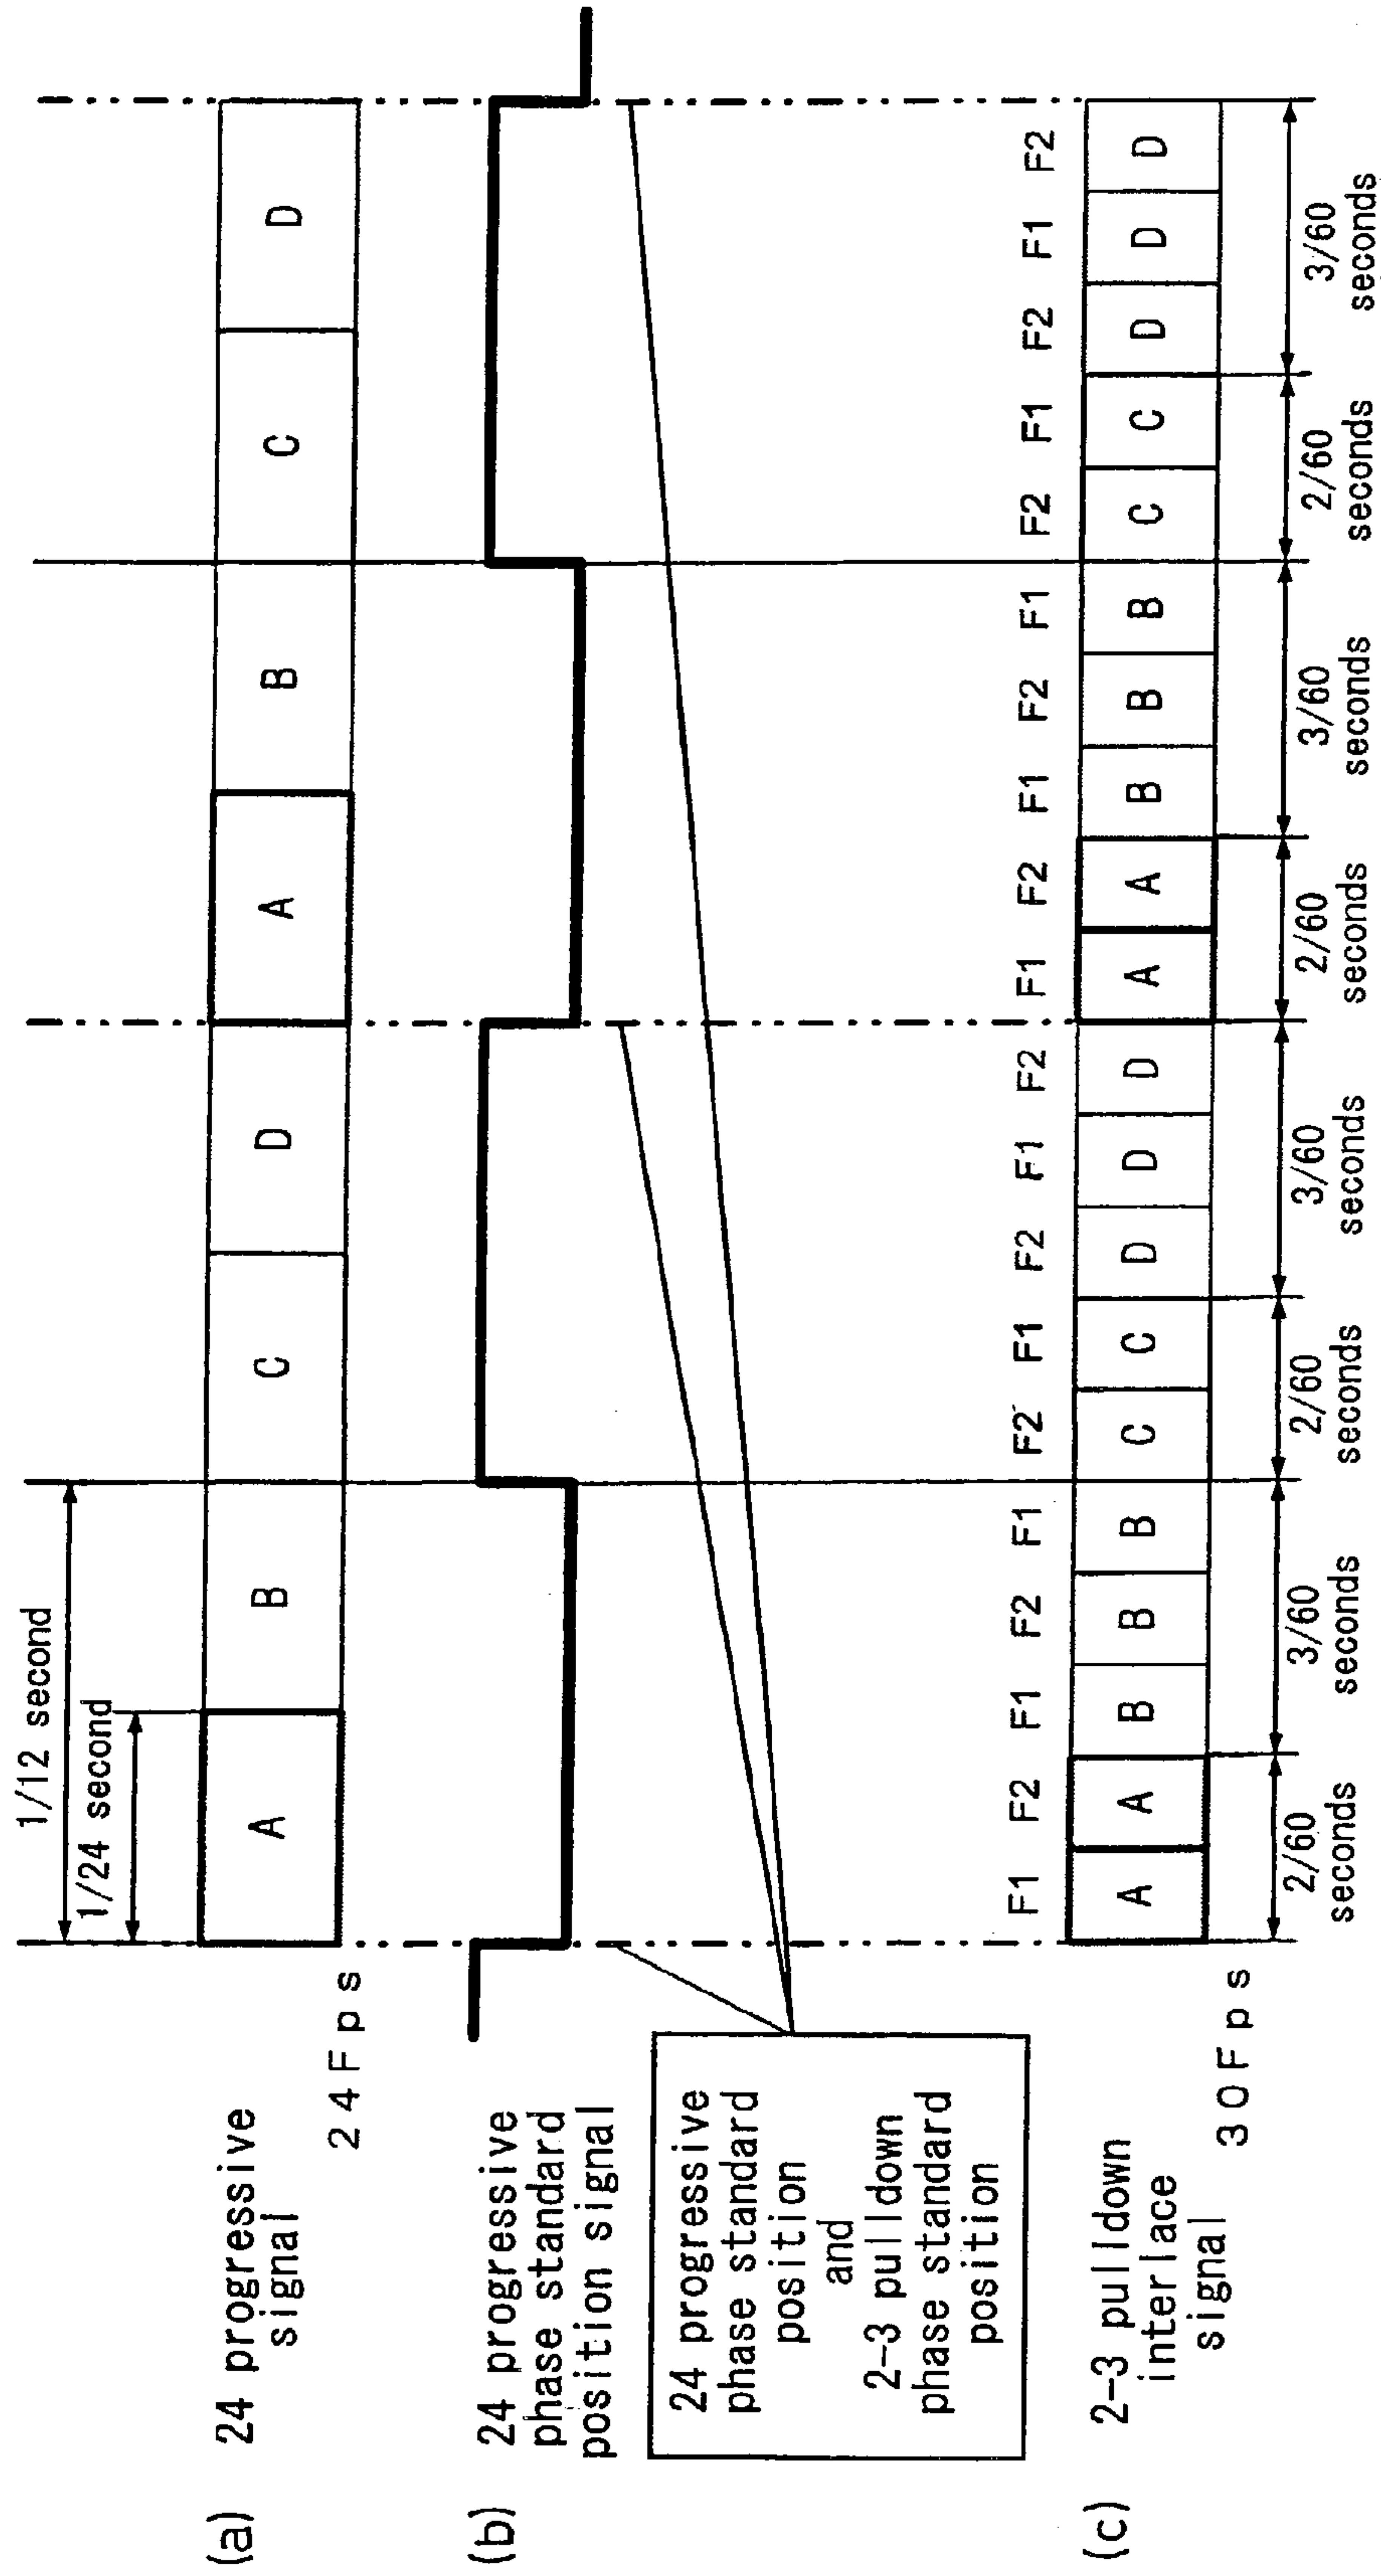 1/12 second
1/24 second
(a) 24 progressive
signal
24Fps
A B C D A B C D
(b) 24 progressive
phase standard
position signal
24 progressive
phase standard
position
and
2-3 pulldown
phase standard
position
F1 F2 F1 F2 F1 F2 F1 F2 F1 F2 F1 F2 F1 F2 F1 F2 F1 F2 F1 F2
(c) 2-3 pulldown
interlace
signal
30Fps
A A B B B C C D D D A A B B B C C D D D
2/60
seconds
3/60
seconds
2/60
seconds
3/60
seconds
2/60
seconds
3/60
seconds
2/60
seconds
3/60
seconds